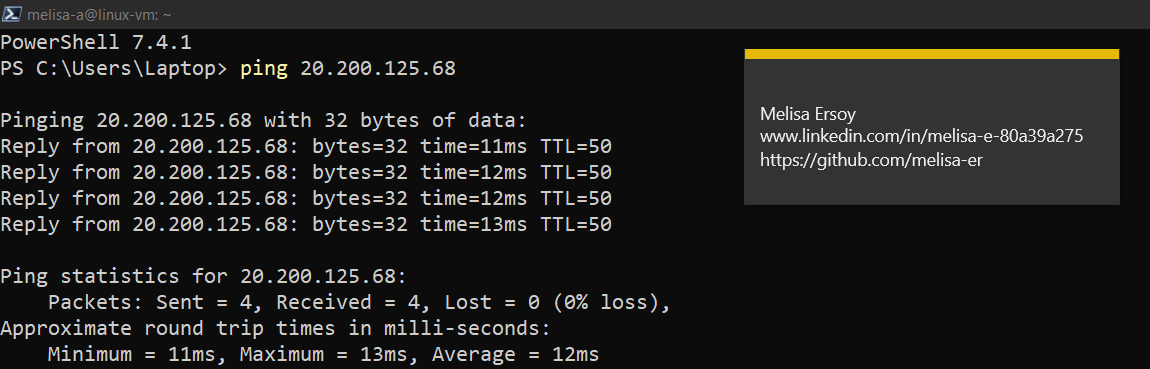 melisa-a@linux-vm: ~
PowerShell 7.4.1
PS C:\Users\Laptop> ping 20.200.125.68
Pinging 20.200.125.68 with 32 bytes of data:
Reply from 20.200.125.68: bytes=32 time=11ms TTL=50
Reply from 20.200.125.68: bytes=32 time=12ms TTL=50
Reply from 20.200.125.68: bytes=32 time=12ms TTL=50
Reply from 20.200.125.68: bytes=32 time=13ms TTL=50
Ping statistics for 20.200.125.68:
    Packets: Sent = 4, Received = 4, Lost = 0 (0% loss),
Approximate round trip times in milli-seconds:
    Minimum = 11ms, Maximum = 13ms, Average = 12ms
Melisa Ersoy
www.linkedin.com/in/melisa-e-80a39a275
https://github.com/melisa-er